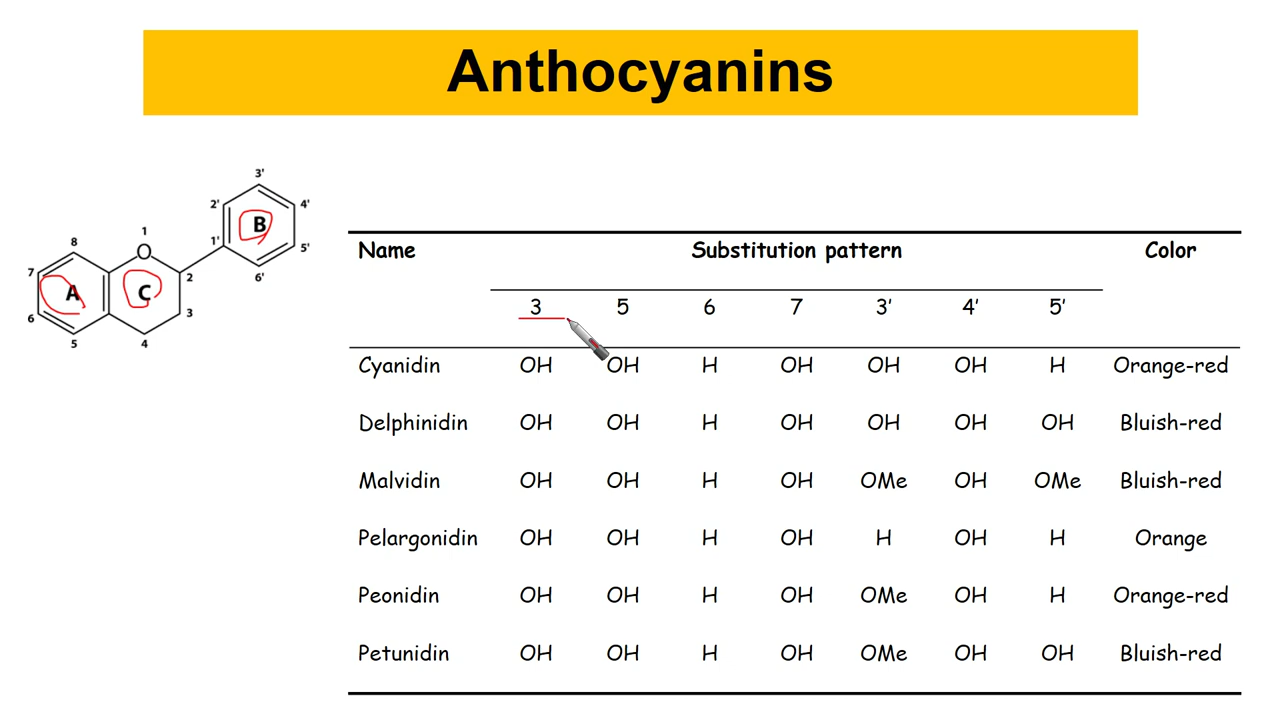 Anthocyanins
3'
2' 4'
B
1 1' 5'
8 O 6'
7 2
A C
6 3
5 4
Name Substitution pattern Color
3 5 6 7 3' 4' 5'
Cyanidin OH OH H OH OH OH H Orange-red
Delphinidin OH OH H OH OH OH OH Bluish-red
Malvidin OH OH H OH OMe OH OMe Bluish-red
Pelargonidin OH OH H OH H OH H Orange
Peonidin OH OH H OH OMe OH H Orange-red
Petunidin OH OH H OH OMe OH OH Bluish-red